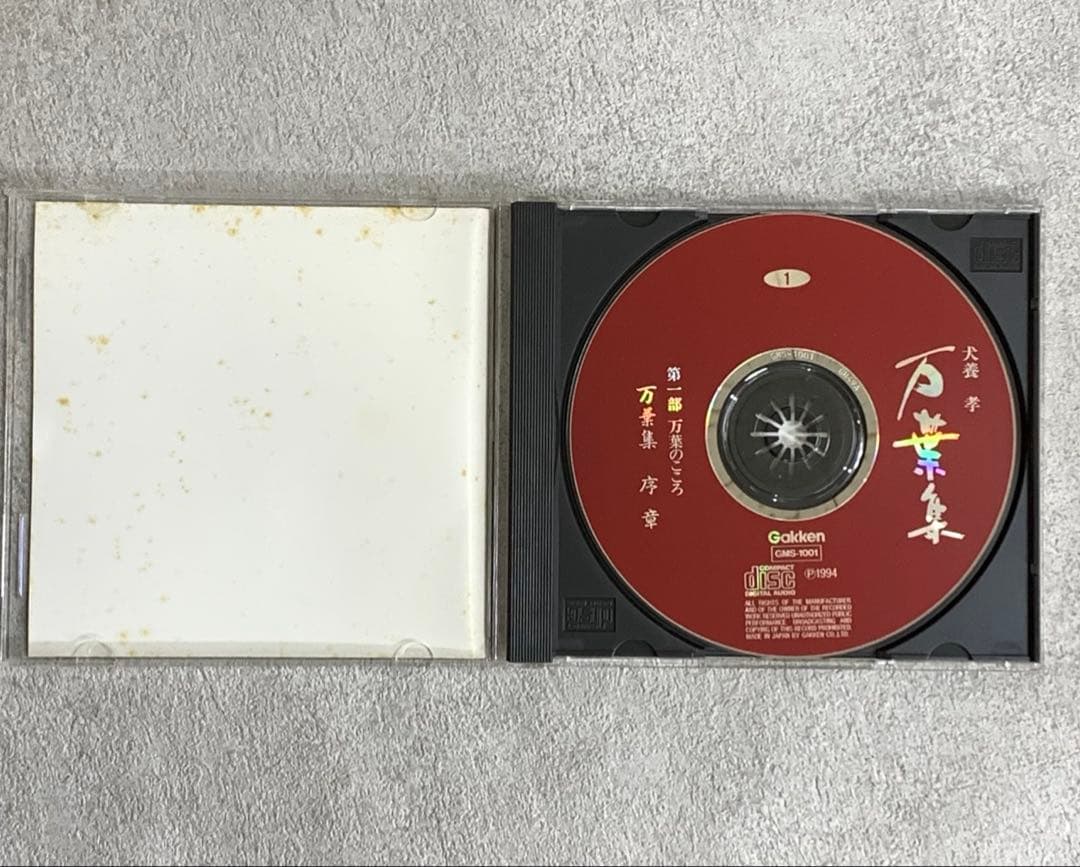 1
犬養 孝
万葉集
第一部 万葉のこころ
万葉集 序章
GMS-1001
Gakken
GMS-1001
COMPACT
disc
DIGITAL AUDIO
Ⓟ1994
ALL RIGHTS OF THE MANUFACTURER
AND OF THE OWNER OF THE RECORDED
WORK RESERVED UNAUTHORIZED PUBLIC
PERFORMANCE BROADCASTING AND
COPYING OF THIS RECORD PROHIBITED.
MADE IN JAPAN BY GAKKEN CO.,LTD.